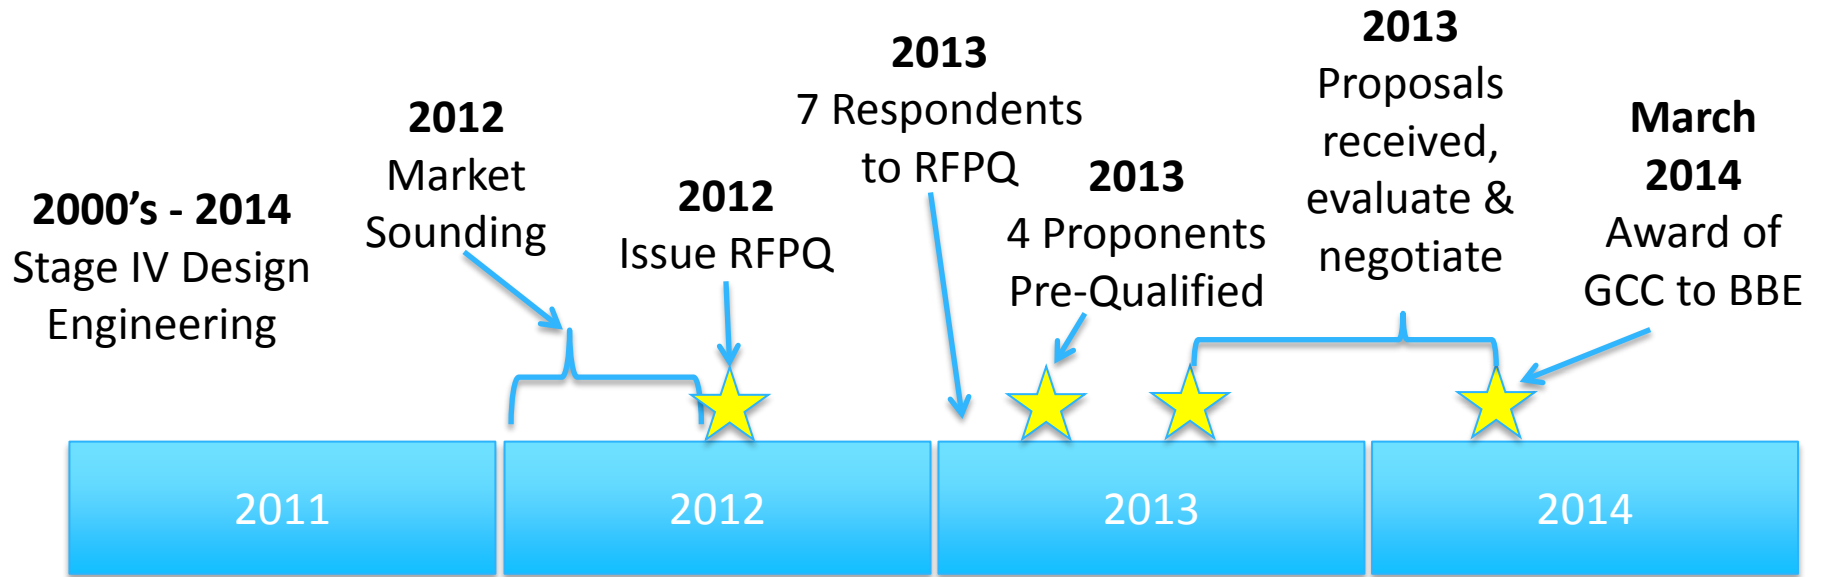 2000's - 2014
Stage IV Design
Engineering
2012
Market
Sounding
2012
Issue RFPQ
2013
7 Respondents
to RFPQ
2013
4 Proponents
Pre-Qualified
2013
Proposals
received,
evaluate &
negotiate
March
2014
Award of
GCC to BBE
2011
2012
2013
2014